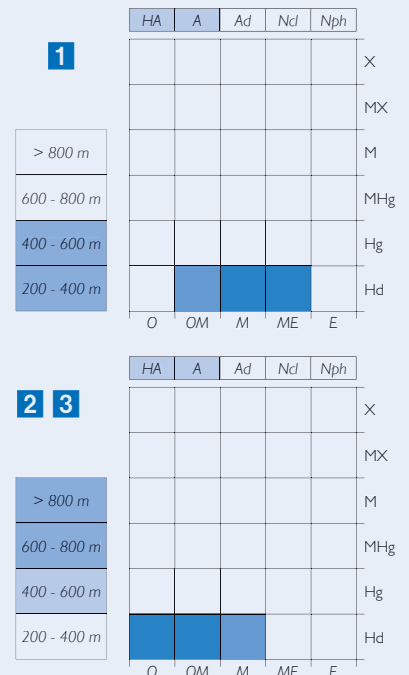 HA A Ad Ncl Nph
1
X
MX
> 800 m M
600 - 800 m MHg
400 - 600 m Hg
200 - 400 m Hd
O OM M ME E
HA A Ad Ncl Nph
2 3
X
MX
> 800 m M
600 - 800 m MHg
400 - 600 m Hg
200 - 400 m Hd
O OM M ME E